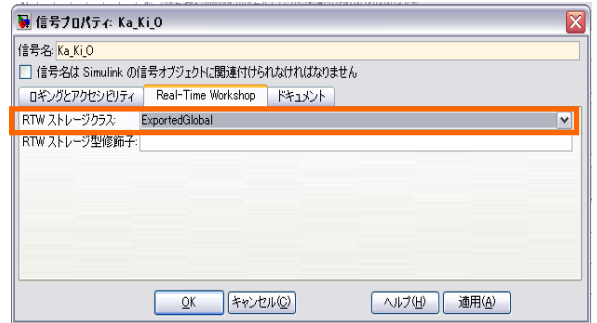 信号プロパティ: Ka_Ki_O
信号名: Ka_Ki_O
信号名は Simulink の信号オブジェクトに関連付けられなければなりません
ロギングとアクセシビリティ Real-Time Workshop ドキュメント
RTW ストレージクラス: ExportedGlobal
RTW ストレージ型修飾子:
OK キャンセル(C) ヘルプ(H) 適用(A)